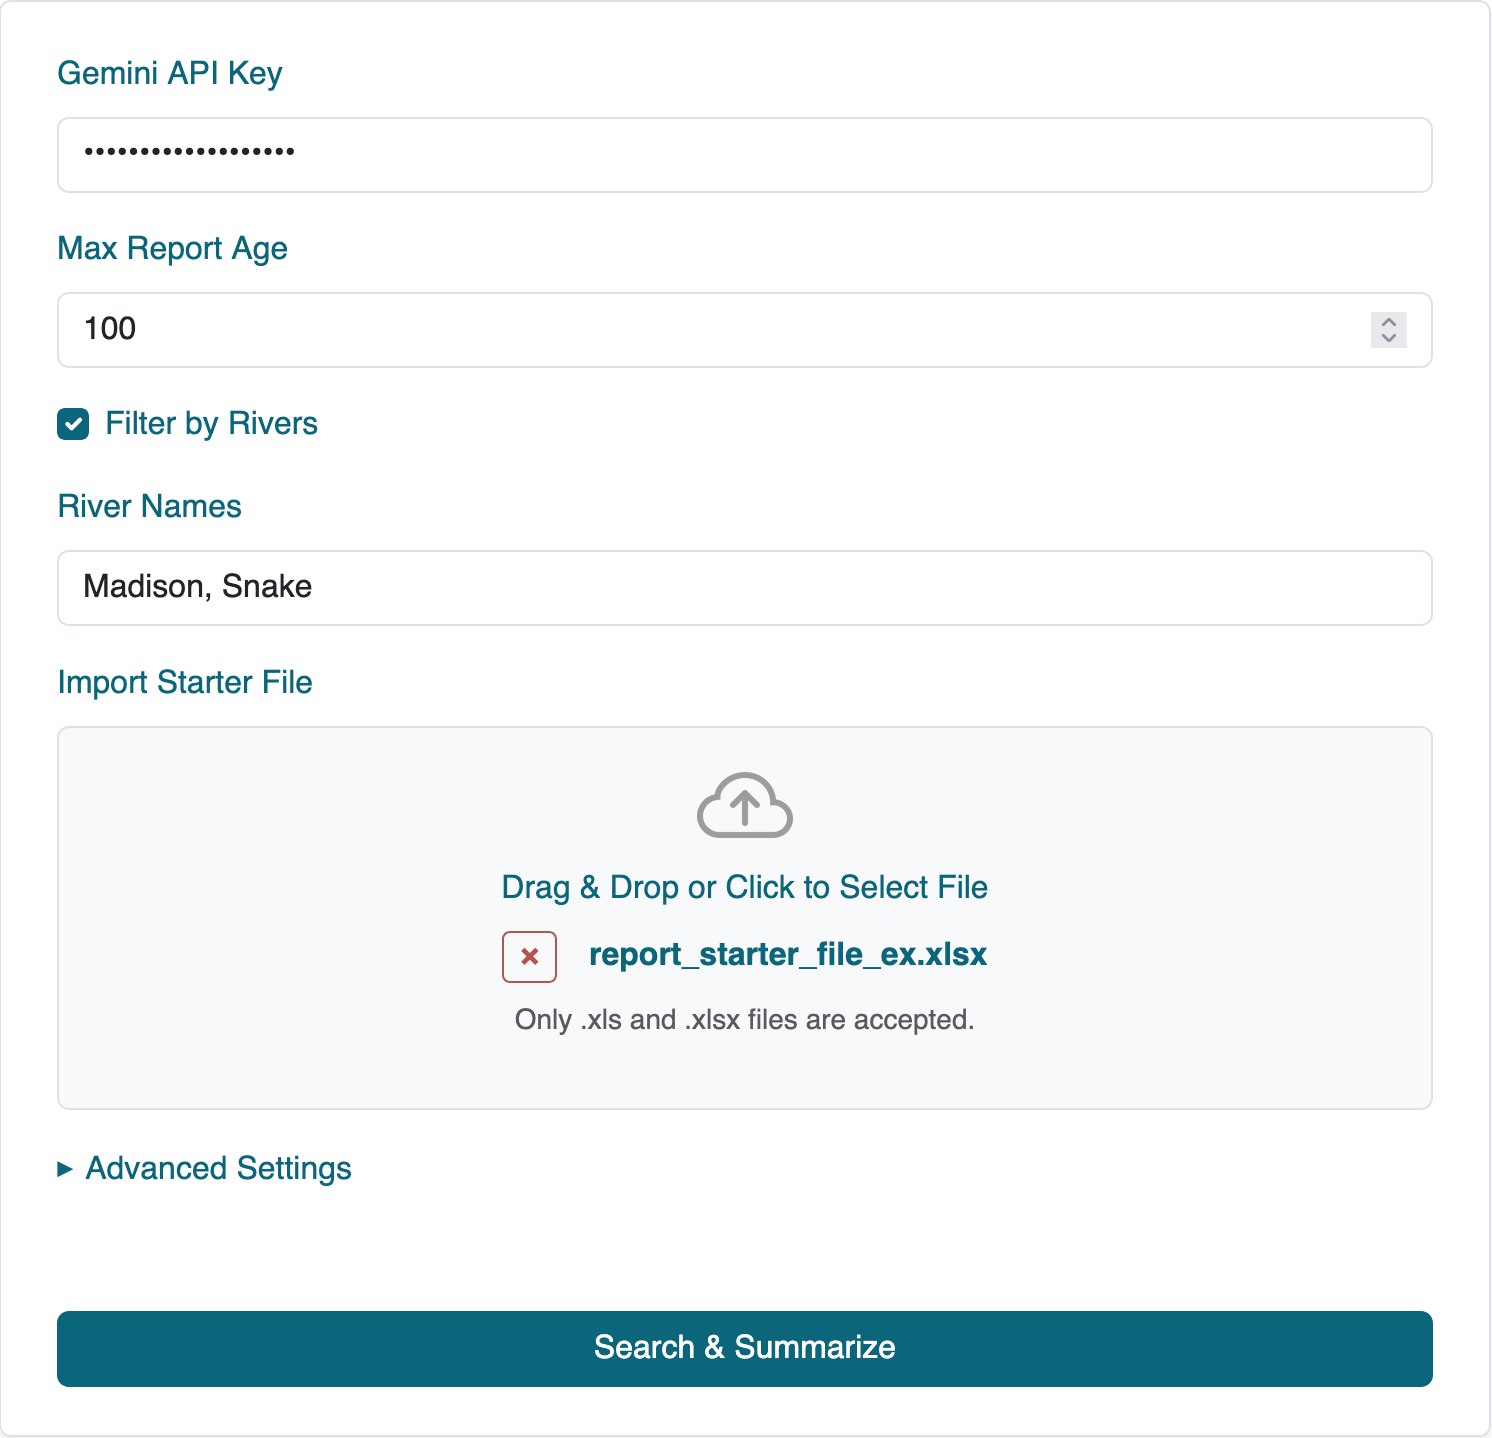 Gemini API Key
•••••••••••••••••••
Max Report Age
100
Filter by Rivers
River Names
Madison, Snake
Import Starter File
Drag & Drop or Click to Select File
report_starter_file_ex.xlsx
Only .xls and .xlsx files are accepted.
Advanced Settings
Search & Summarize